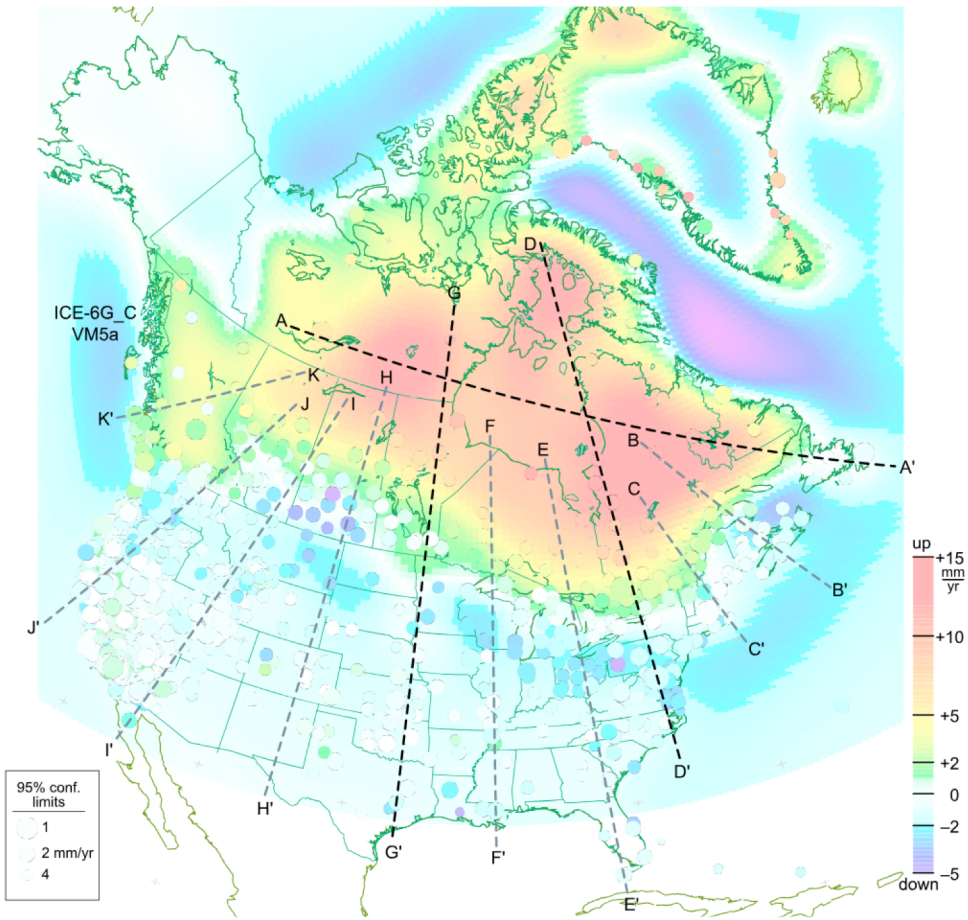 D
G
ICE-6G_C
VM5a
A
K
H
J
I
K'
F
B
E
A'
C
up
+15
mm
yr
B'
J'
+10
C'
+5
I'
D'
+2
95% conf.
limits
0
H'
1
-2
2 mm/yr
G'
F'
4
-5
down
E'